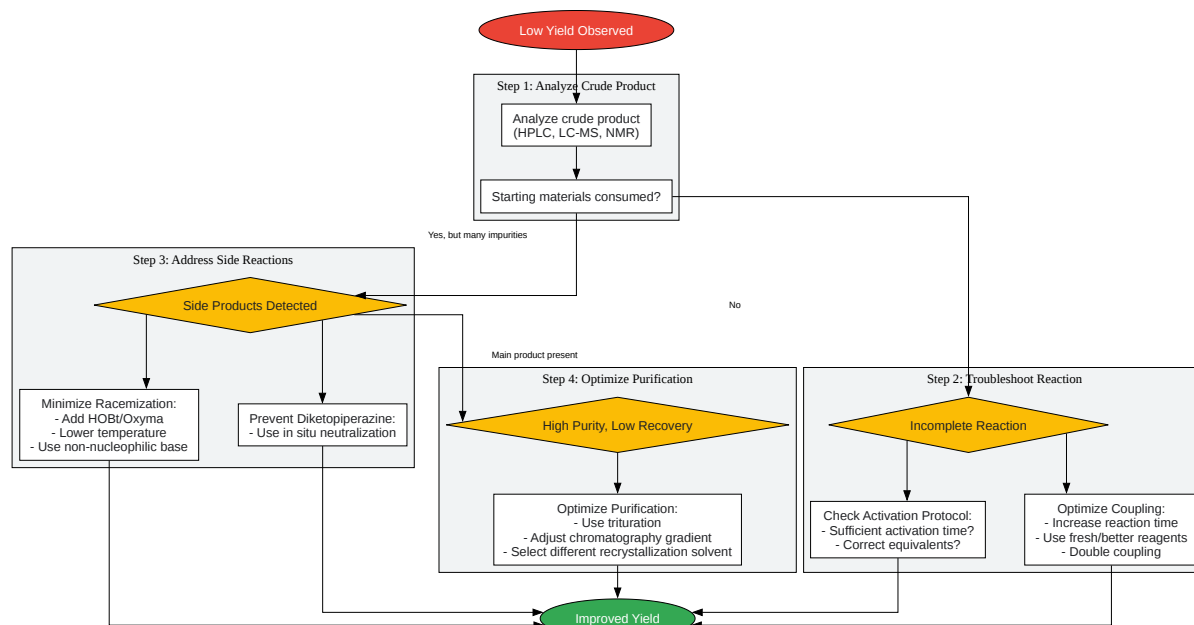 Low Yield Observed
Step 1: Analyze Crude Product
Analyze crude product
(HPLC, LC-MS, NMR)
Starting materials consumed?
Yes, but many impurities
No
Step 3: Address Side Reactions
Side Products Detected
Minimize Racemization:
- Add HOBt/Oxyma
- Lower temperature
- Use non-nucleophilic base
Prevent Diketopiperazine:
- Use in situ neutralization
Main product present
Step 4: Optimize Purification
High Purity, Low Recovery
Optimize Purification:
- Use trituration
- Adjust chromatography gradient
- Select different recrystallization solvent
Step 2: Troubleshoot Reaction
Incomplete Reaction
Check Activation Protocol:
- Sufficient activation time?
- Correct equivalents?
Optimize Coupling:
- Increase reaction time
- Use fresh/better reagents
- Double coupling
Improved Yield